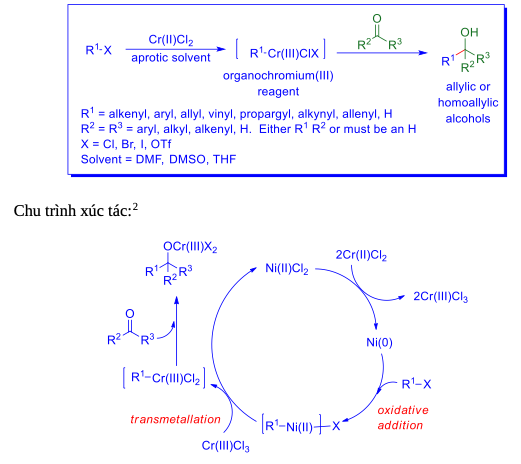 R¹-X
Cr(II)Cl₂
aprotic solvent
[ R¹-Cr(III)ClX ]
organochromium(III)
reagent
O
R² R³
OH
R¹ R² R³
allylic or
homoallylic
alcohols
R¹ = alkenyl, aryl, allyl, vinyl, propargyl, alkynyl, allenyl, H
R² = R³ = aryl, alkyl, alkenyl, H. Either R¹ R² or must be an H
X = Cl, Br, I, OTf
Solvent = DMF, DMSO, THF
Chu trình xúc tác:²
OCr(III)X₂
R¹ R² R³
Ni(II)Cl₂
2Cr(II)Cl₂
2Cr(III)Cl₃
O
R² R³
Ni(0)
[ R¹–Cr(III)Cl₂ ]
R¹–X
transmetallation
[R¹–Ni(II)]–X
oxidative
addition
Cr(III)Cl₃